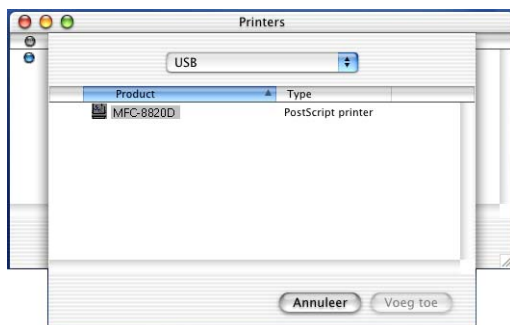 Printers
USB
Product Type
MFC-8820D PostScript printer
Annuleer Voeg toe